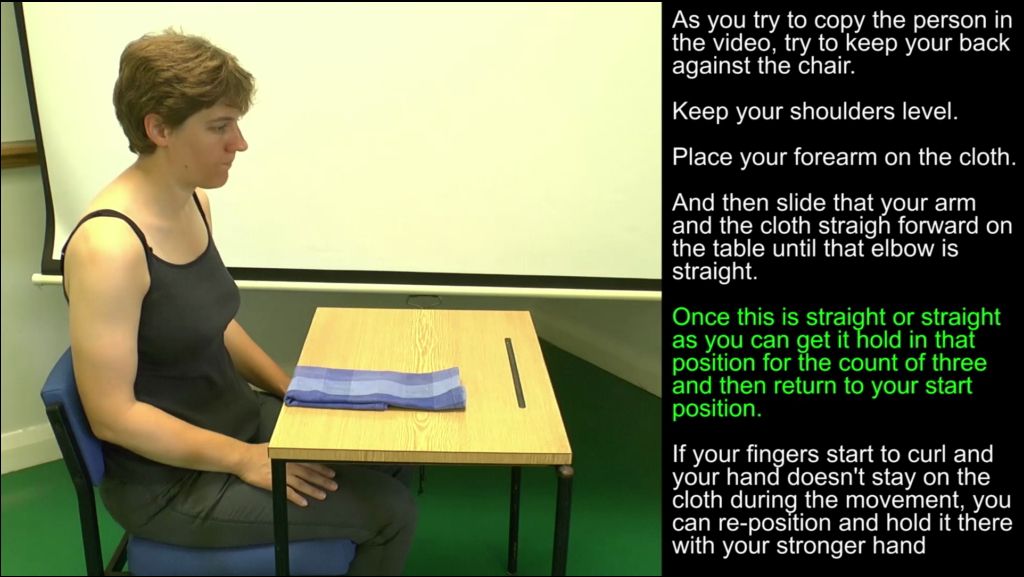 As you try to copy the person in
the video, try to keep your back
against the chair.
Keep your shoulders level.
Place your forearm on the cloth.
And then slide that your arm
and the cloth straigh forward on
the table until that elbow is
straight.
Once this is straight or straight
as you can get it hold in that
position for the count of three
and then return to your start
position.
If your fingers start to curl and
your hand doesn't stay on the
cloth during the movement, you
can re-position and hold it there
with your stronger hand